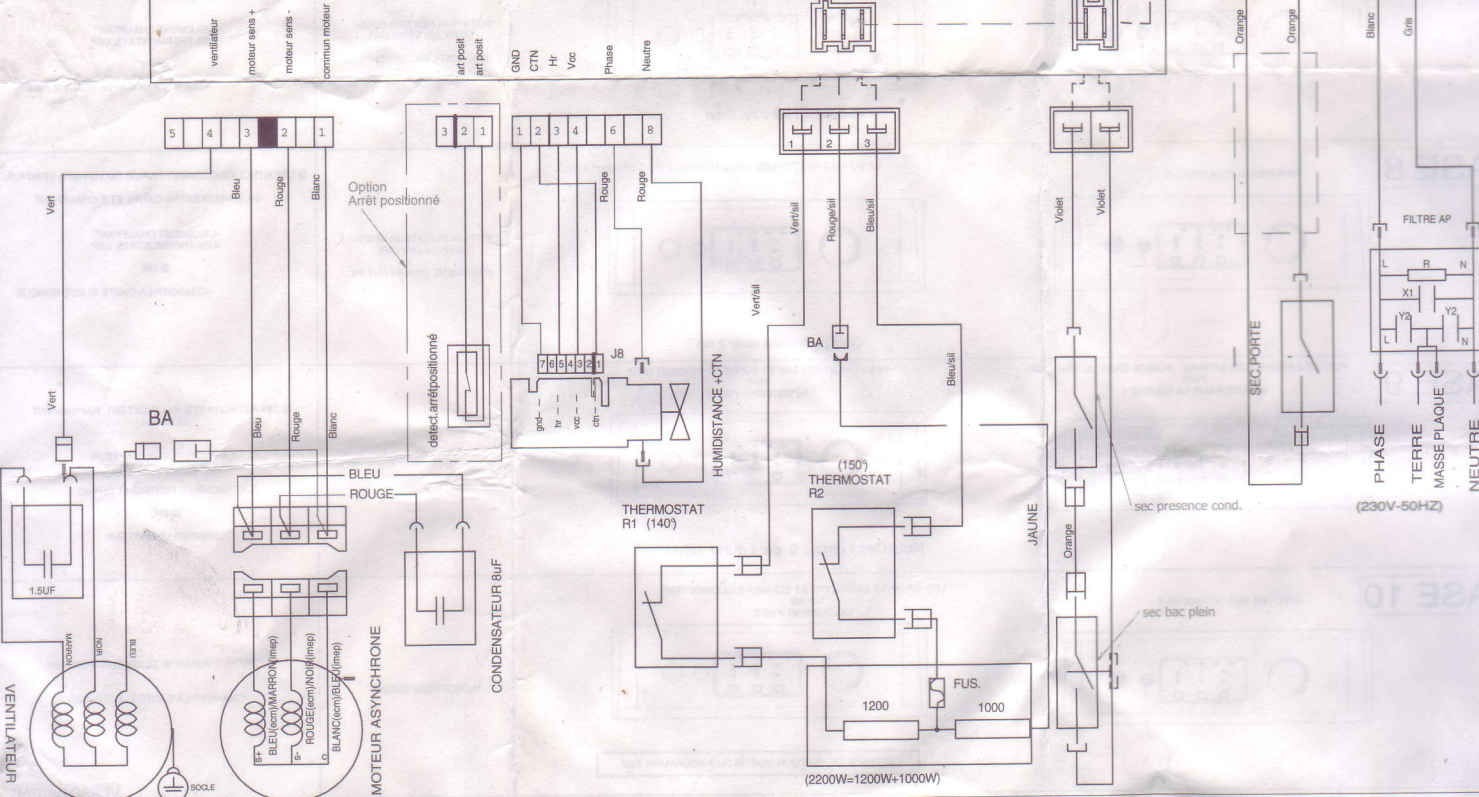 ventilateur
moteur sens +
moteur sens -
commun moteur
art posit
art posit
GND
CTN
Hr
Vcc
Phase
Neutre
Orange
Orange
Blanc
Gris
5 4 3 2 1
3 2 1
1 2 3 4 6 8
1 2 3
Vert
Bleu
Rouge
Blanc
Option
Arrêt positionné
Rouge
Rouge
Vert/sil
Rouge/sil
Bleu/sil
Violet
Violet
FILTRE AP
L R N
X1
Y2 Y2
L N
Vert/sil
BA
Bleu/sil
SEC.PORTE
detect.arrêtpositionné
7 6 5 4 3 2 1
J8
gnd
hr
vcc
ctn
HUMIDISTANCE +CTN
Vert
BA
Bleu
Rouge
Blanc
BLEU
ROUGE
PHASE
TERRE
MASSE PLAQUE
NEUTRE
(230V-50HZ)
(150°)
THERMOSTAT
R2
THERMOSTAT
R1 (140°)
JAUNE
sec presence cond.
Orange
1.5UF
CONDENSATEUR 8uF
sec bac plein
MARRON
NOIR
BLEU
BLEU(ecm)/MARRON(imep)
ROUGE(ecm)/NOIR(imep)
BLANC(ecm)/BLEU(imep)
s+
s-
c
VENTILATEUR
MOTEUR ASYNCHRONE
SOCLE
FUS.
1200
1000
(2200W=1200W+1000W)